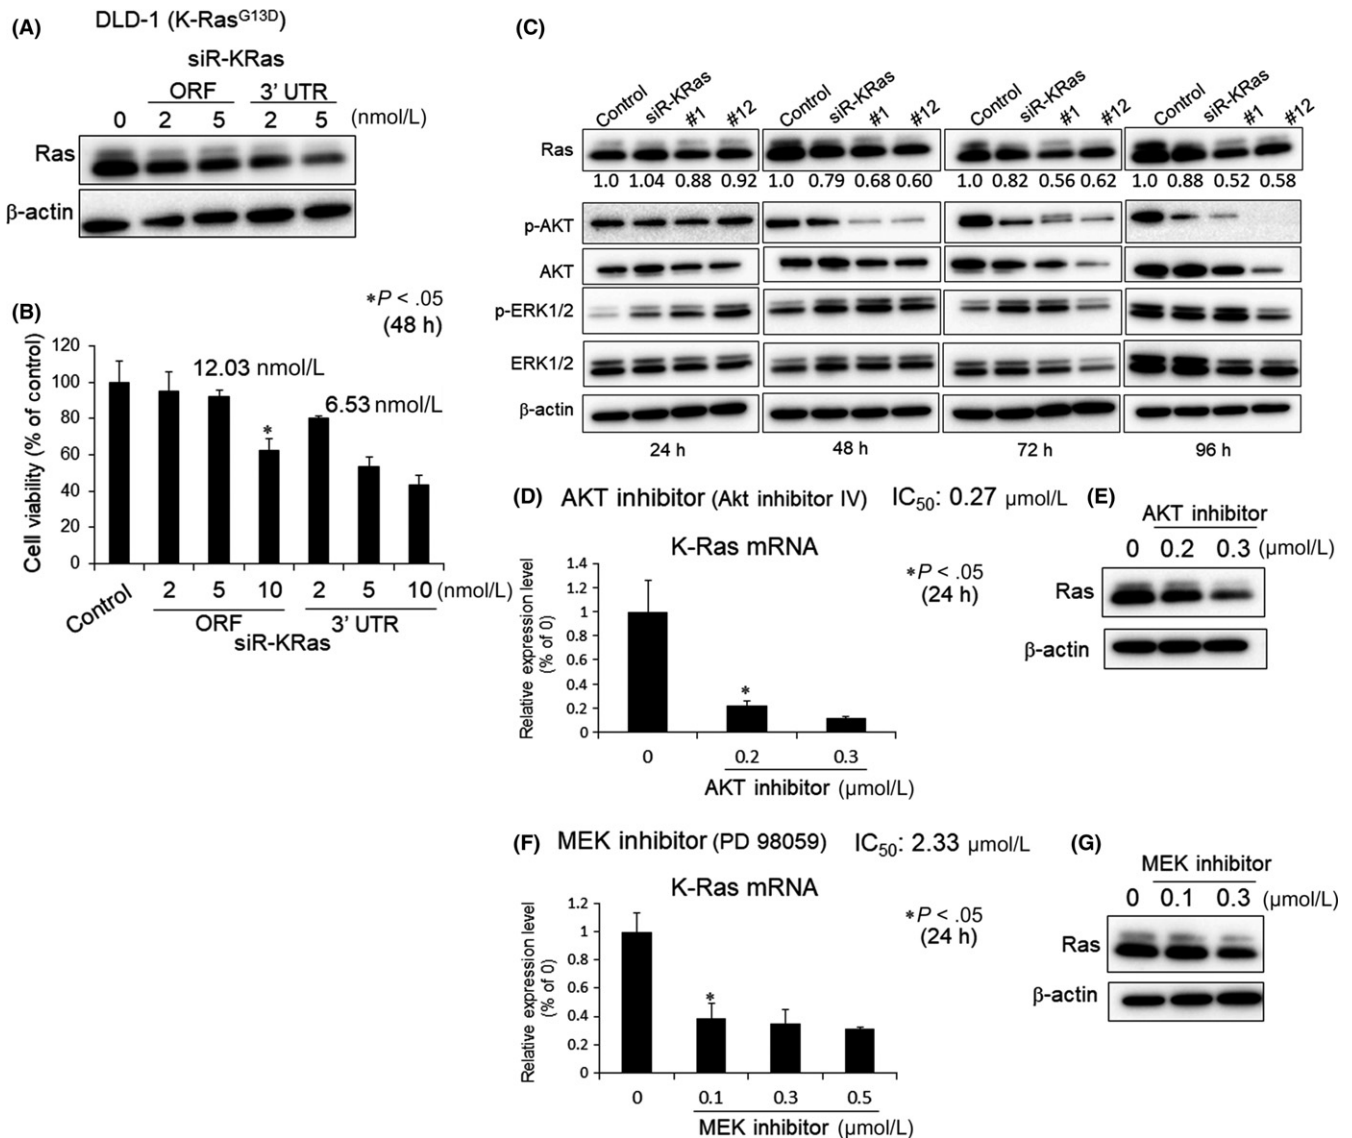 (A) DLD-1 (K-Ras^G13D)
siR-KRas
ORF 3' UTR
0 2 5 2 5 (nmol/L)
Ras
β-actin
(B)
*P < .05
(48 h)
12.03 nmol/L
6.53 nmol/L
*
Cell viability (% of control)
120
100
80
60
40
20
0
Control 2 5 10 2 5 10 (nmol/L)
ORF 3' UTR
siR-KRas
(C)
Control siR-KRas #1 #12 Control siR-KRas #1 #12 Control siR-KRas #1 #12 Control siR-KRas #1 #12
Ras
1.0 1.04 0.88 0.92 1.0 0.79 0.68 0.60 1.0 0.82 0.56 0.62 1.0 0.88 0.52 0.58
p-AKT
AKT
p-ERK1/2
ERK1/2
β-actin
24 h 48 h 72 h 96 h
(D) AKT inhibitor (Akt inhibitor IV) IC50: 0.27 µmol/L
K-Ras mRNA
*P < .05
(24 h)
*
Relative expression level
(% of 0)
1.4
1.2
1
0.8
0.6
0.4
0.2
0
0 0.2 0.3
AKT inhibitor (µmol/L)
(E)
AKT inhibitor
0 0.2 0.3 (µmol/L)
Ras
β-actin
(F) MEK inhibitor (PD 98059) IC50: 2.33 µmol/L
K-Ras mRNA
*P < .05
(24 h)
*
Relative expression level
(% of 0)
1.2
1
0.8
0.6
0.4
0.2
0
0 0.1 0.3 0.5
MEK inhibitor (µmol/L)
(G)
MEK inhibitor
0 0.1 0.3 (µmol/L)
Ras
β-actin